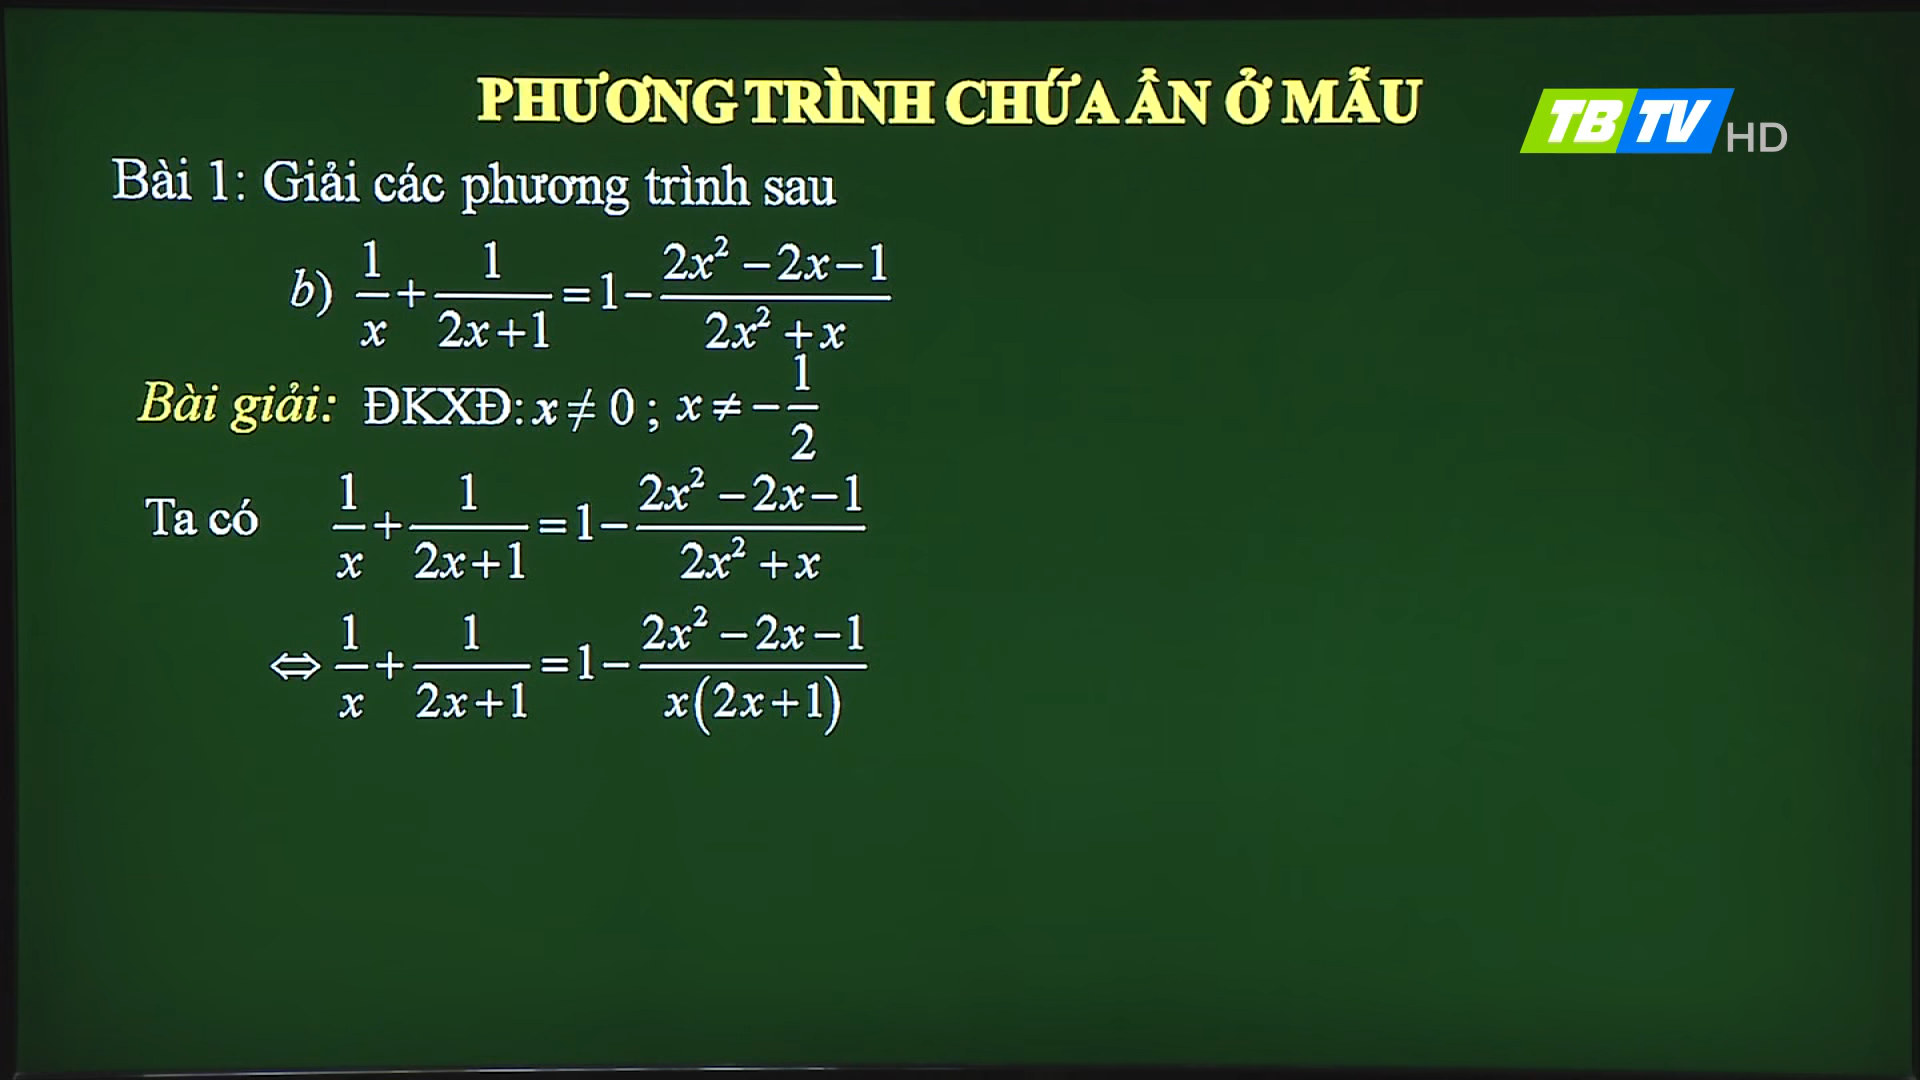 PHƯƠNG TRÌNH CHỨA ẨN Ở MẪU
TBTV HD
Bài 1: Giải các phương trình sau
b) 1/x + 1/(2x+1) = 1 − (2x² − 2x − 1)/(2x² + x)
Bài giải: ĐKXĐ: x ≠ 0 ; x ≠ −1/2
Ta có 1/x + 1/(2x+1) = 1 − (2x² − 2x − 1)/(2x² + x)
⇔ 1/x + 1/(2x+1) = 1 − (2x² − 2x − 1)/(x(2x+1))